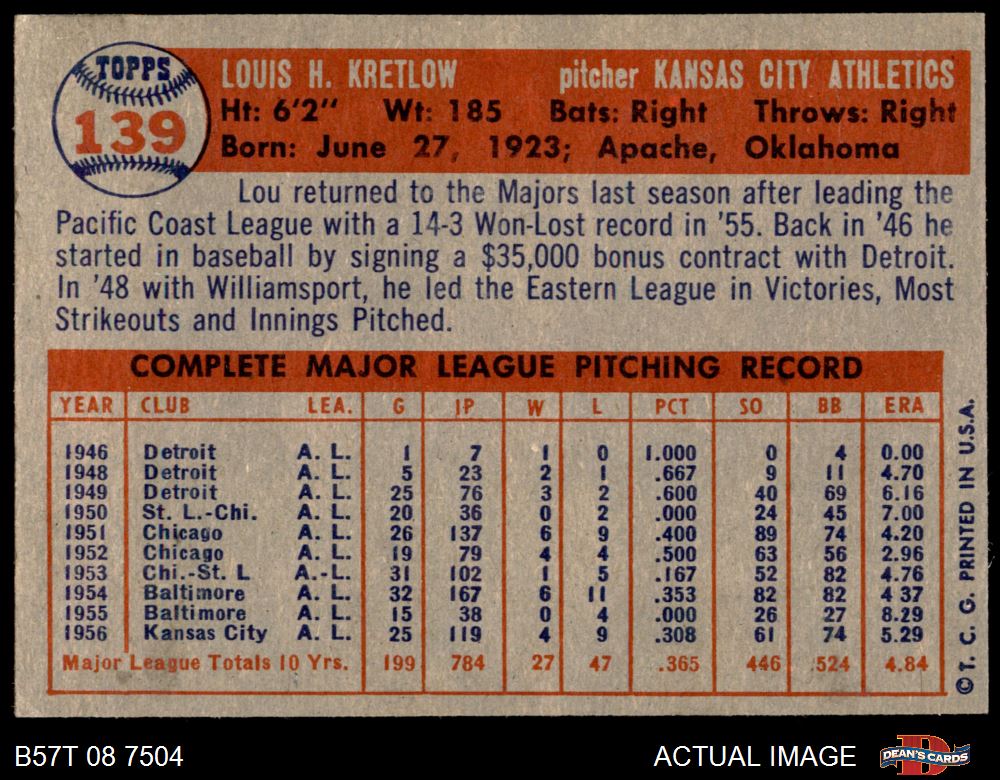 TOPPS
139
LOUIS H. KRETLOW pitcher KANSAS CITY ATHLETICS
Ht: 6'2" Wt: 185 Bats: Right Throws: Right
Born: June 27, 1923; Apache, Oklahoma
Lou returned to the Majors last season after leading the
Pacific Coast League with a 14-3 Won-Lost record in '55. Back in '46 he
started in baseball by signing a $35,000 bonus contract with Detroit.
In '48 with Williamsport, he led the Eastern League in Victories, Most
Strikeouts and Innings Pitched.
COMPLETE MAJOR LEAGUE PITCHING RECORD
YEAR CLUB LEA. G IP W L PCT SO BB ERA
1946 Detroit A. L. 1 7 1 0 1.000 0 4 0.00
1948 Detroit A. L. 5 23 2 1 .667 9 11 4.70
1949 Detroit A. L. 25 76 3 2 .600 40 69 6.16
1950 St. L.-Chi. A. L. 20 36 0 2 .000 24 45 7.00
1951 Chicago A. L. 26 137 6 9 .400 89 74 4.20
1952 Chicago A. L. 19 79 4 4 .500 63 56 2.96
1953 Chi.-St. L A.-L. 31 102 1 5 .167 52 82 4.76
1954 Baltimore A. L. 32 167 6 11 .353 82 82 4 37
1955 Baltimore A. L. 15 38 0 4 .000 26 27 8.29
1956 Kansas City A. L. 25 119 4 9 .308 61 74 5.29
Major League Totals 10 Yrs. 199 784 27 47 .365 446 524 4.84
© T. C. G. PRINTED IN U.S.A.
B57T 08 7504 ACTUAL IMAGE DEAN'S CARDS